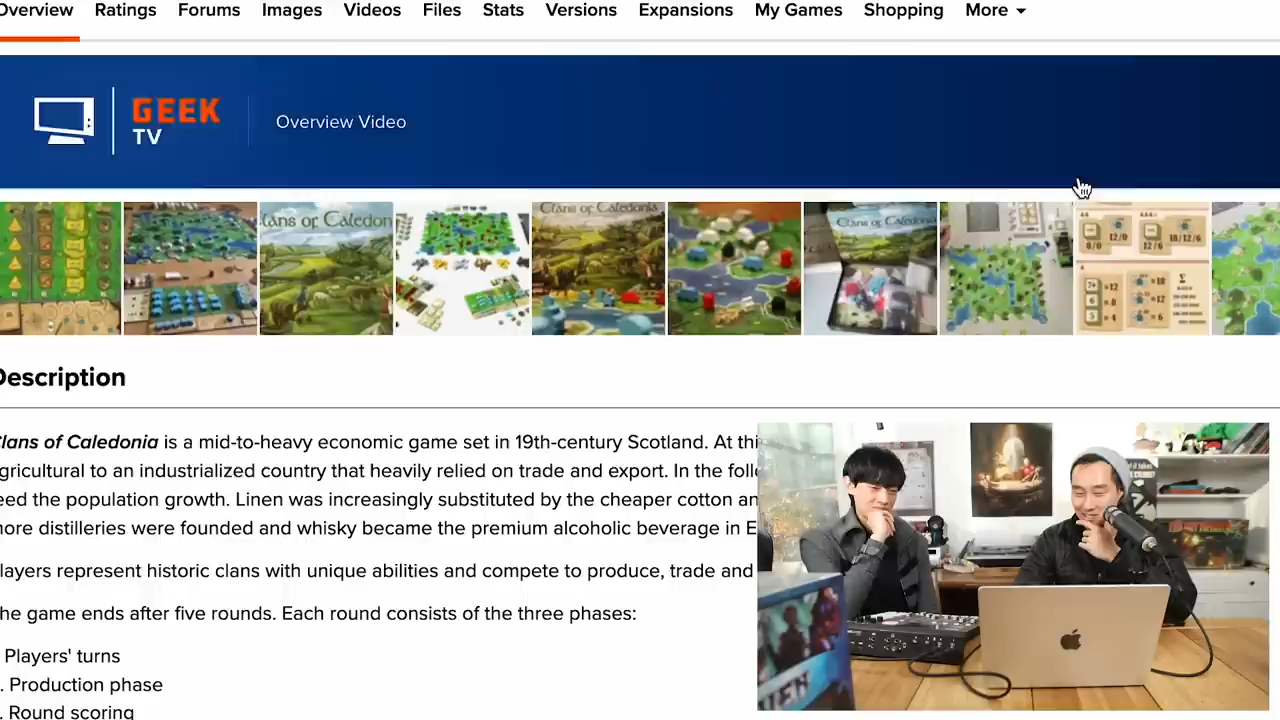 Overview Ratings Forums Images Videos Files Stats Versions Expansions My Games Shopping More
GEEK
TV
Overview Video
Clans of Caledonia
Description
Clans of Caledonia is a mid-to-heavy economic game set in 19th-century Scotland. At thi
gricultural to an industrialized country that heavily relied on trade and export. In the foll
eed the population growth. Linen was increasingly substituted by the cheaper cotton an
more distilleries were founded and whisky became the premium alcoholic beverage in E
layers represent historic clans with unique abilities and compete to produce, trade and
he game ends after five rounds. Each round consists of the three phases:
Players' turns
. Production phase
. Round scoring